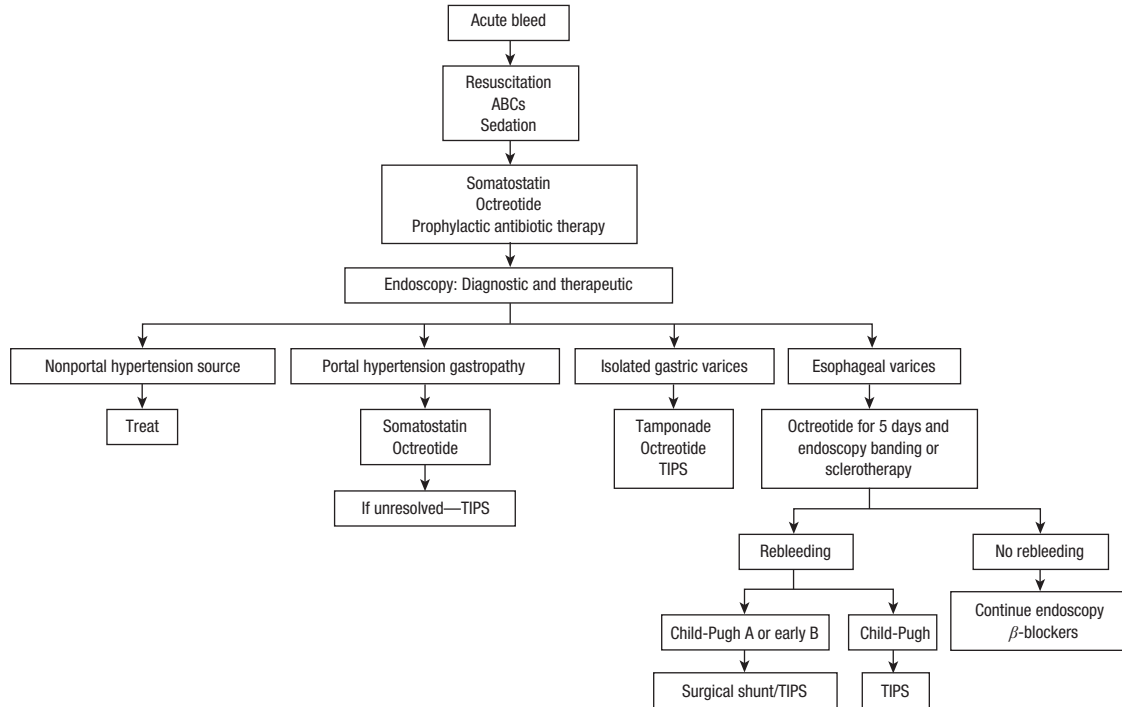 Acute bleed
Resuscitation
ABCs
Sedation
Somatostatin
Octreotide
Prophylactic antibiotic therapy
Endoscopy: Diagnostic and therapeutic
Nonportal hypertension source
Portal hypertension gastropathy
Isolated gastric varices
Esophageal varices
Treat
Somatostatin
Octreotide
Tamponade
Octreotide
TIPS
Octreotide for 5 days and
endoscopy banding or
sclerotherapy
If unresolved—TIPS
Rebleeding
No rebleeding
Child-Pugh A or early B
Child-Pugh
Continue endoscopy
β-blockers
Surgical shunt/TIPS
TIPS